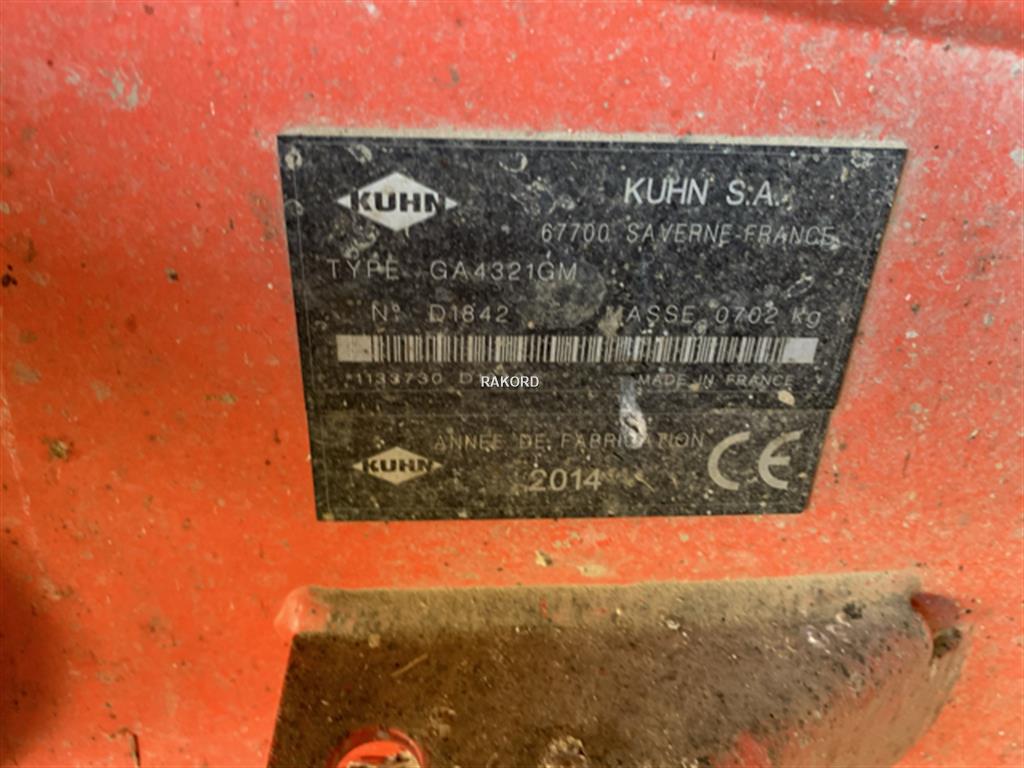 KUHN
KUHN S.A.
67700 SAVERNE-FRANCE
TYPE GA4321GM
N° D1842 MASSE 0702 kg
*1133730 MADE IN FRANCE
RAKORD
ANNEE DE FABRICATION
KUHN
2014
CE